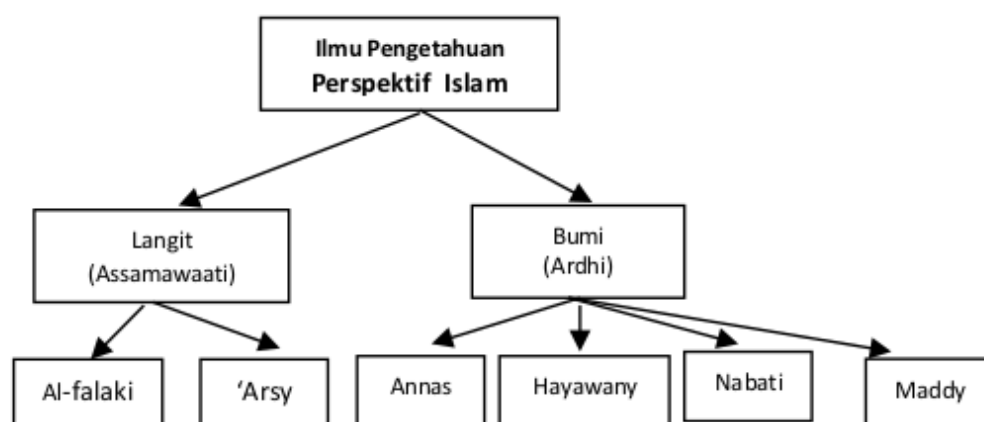 Ilmu Pengetahuan
Perspektif Islam
Langit
(Assamawaati)
Bumi
(Ardhi)
Al-falaki
‘Arsy
Annas
Hayawany
Nabati
Maddy